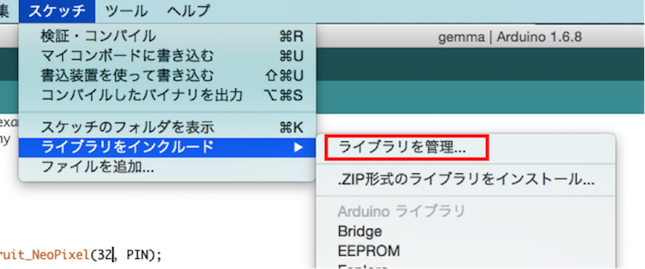 集 スケッチ ツール ヘルプ
gemma | Arduino 1.6.8
検証・コンパイル ⌘R
マイコンボードに書き込む ⌘U
書込装置を使って書き込む ⇧⌘U
コンパイルしたバイナリを出力 ⌥⌘S
スケッチのフォルダを表示 ⌘K
ライブラリをインクルード ▶
ファイルを追加...
ライブラリを管理...
.ZIP形式のライブラリをインストール...
Arduino ライブラリ
Bridge
EEPROM
ruit_NeoPixel(32, PIN);